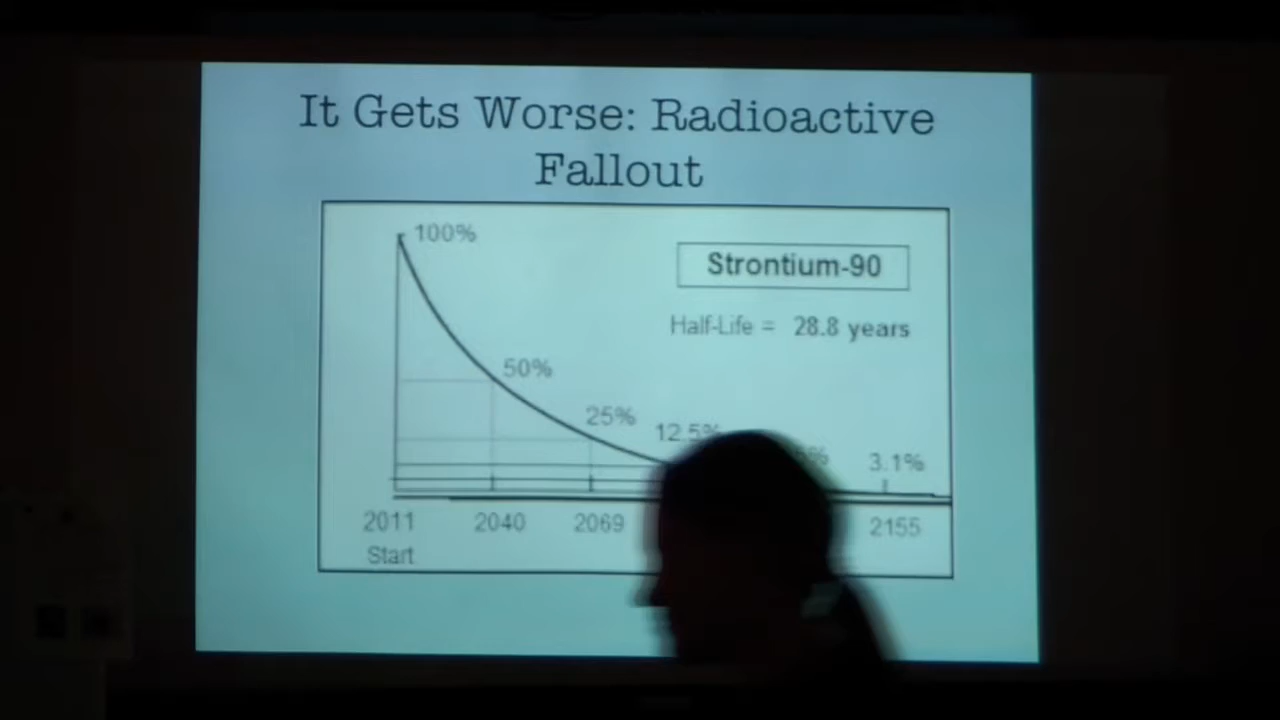 It Gets Worse: Radioactive
Fallout
100%
Strontium-90
Half-Life = 28.8 years
50%
25%
12.5%
3.1%
2011 2040 2069 2155
Start